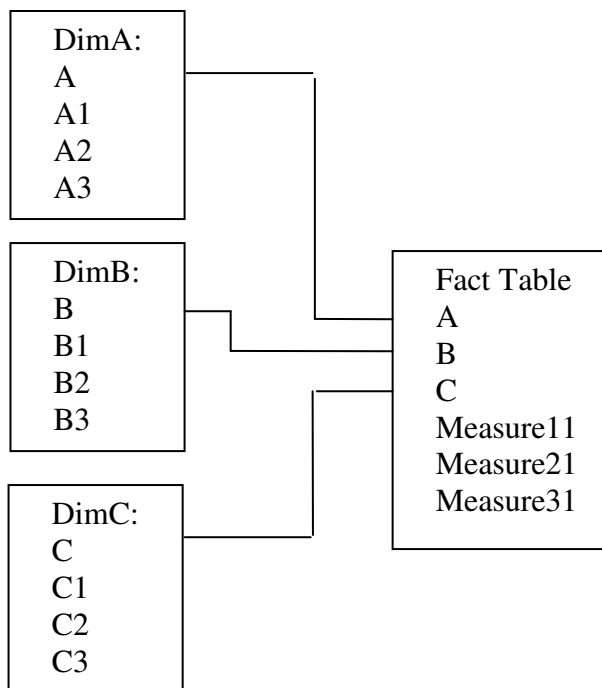 DimA:
A
A1
A2
A3
DimB:
B
B1
B2
B3
DimC:
C
C1
C2
C3
Fact Table
A
B
C
Measure11
Measure21
Measure31